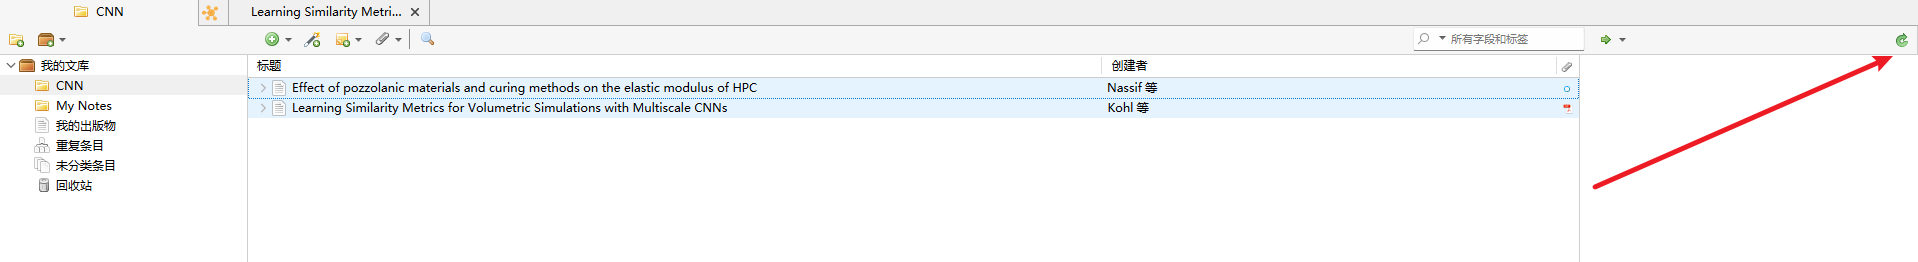 CNN
Learning Similarity Metri...
所有字段和标签
我的文库
CNN
My Notes
我的出版物
重复条目
未分类条目
回收站
标题 创建者
Effect of pozzolanic materials and curing methods on the elastic modulus of HPC Nassif 等
Learning Similarity Metrics for Volumetric Simulations with Multiscale CNNs Kohl 等